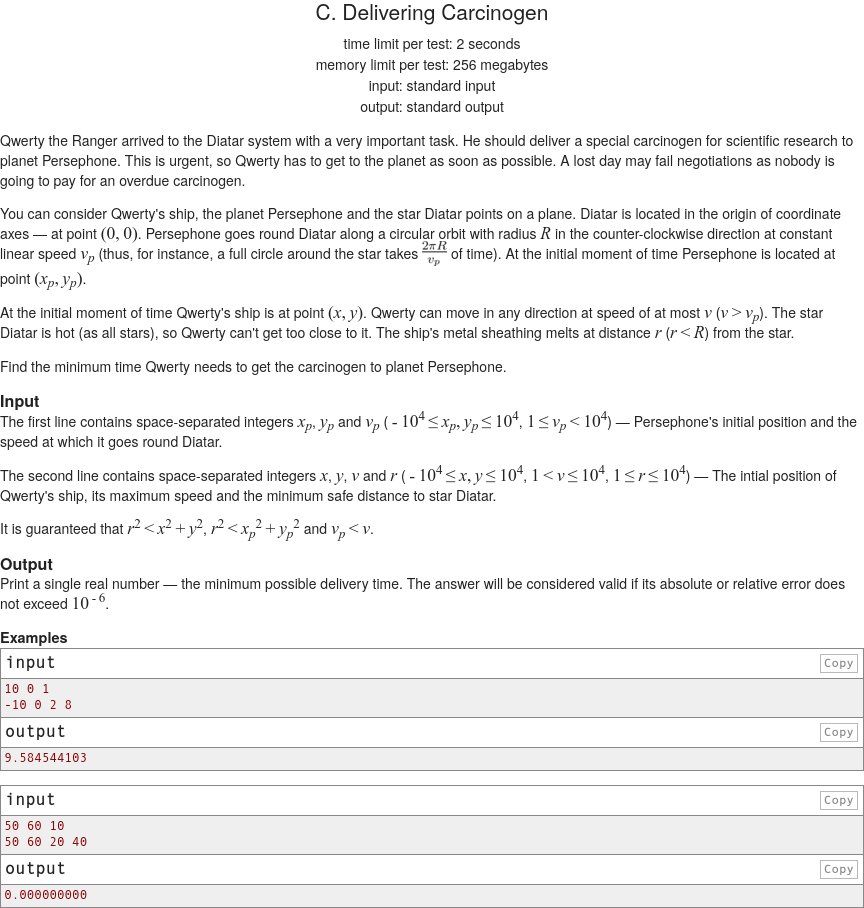 C. Delivering Carcinogen
time limit per test: 2 seconds
memory limit per test: 256 megabytes
input: standard input
output: standard output
Qwerty the Ranger arrived to the Diatar system with a very important task. He should deliver a special carcinogen for scientific research to
planet Persephone. This is urgent, so Qwerty has to get to the planet as soon as possible. A lost day may fail negotiations as nobody is
going to pay for an overdue carcinogen.
You can consider Qwerty's ship, the planet Persephone and the star Diatar points on a plane. Diatar is located in the origin of coordinate
axes — at point (0, 0). Persephone goes round Diatar along a circular orbit with radius R in the counter-clockwise direction at constant
linear speed v_p (thus, for instance, a full circle around the star takes \frac{2πR}{v_p} of time). At the initial moment of time Persephone is located at
point (x_p, y_p).
At the initial moment of time Qwerty's ship is at point (x, y). Qwerty can move in any direction at speed of at most v (v > v_p). The star
Diatar is hot (as all stars), so Qwerty can't get too close to it. The ship's metal sheathing melts at distance r (r < R) from the star.
Find the minimum time Qwerty needs to get the carcinogen to planet Persephone.
Input
The first line contains space-separated integers x_p, y_p and v_p ( - 10^4 ≤ x_p, y_p ≤ 10^4, 1 ≤ v_p < 10^4) — Persephone's initial position and the
speed at which it goes round Diatar.
The second line contains space-separated integers x, y, v and r ( - 10^4 ≤ x, y ≤ 10^4, 1 < v ≤ 10^4, 1 ≤ r ≤ 10^4) — The intial position of
Qwerty's ship, its maximum speed and the minimum safe distance to star Diatar.
It is guaranteed that r^2 < x^2 + y^2, r^2 < x_p^2 + y_p^2 and v_p < v.
Output
Print a single real number — the minimum possible delivery time. The answer will be considered valid if its absolute or relative error does
not exceed 10^{-6}.
Examples
input Copy
10 0 1
-10 0 2 8
output Copy
9.584544103
input Copy
50 60 10
50 60 20 40
output Copy
0.000000000